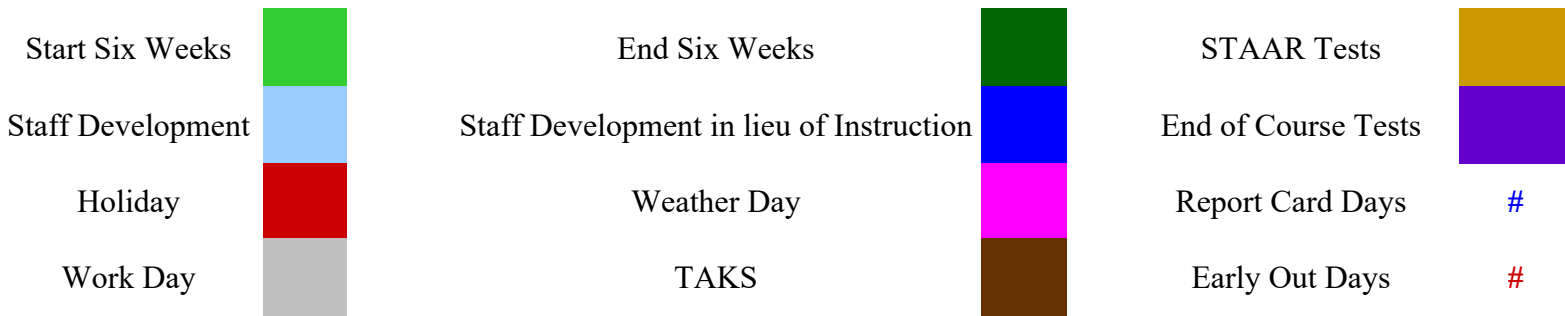 Start Six Weeks End Six Weeks STAAR Tests
Staff Development Staff Development in lieu of Instruction End of Course Tests
Holiday Weather Day Report Card Days #
Work Day TAKS Early Out Days #